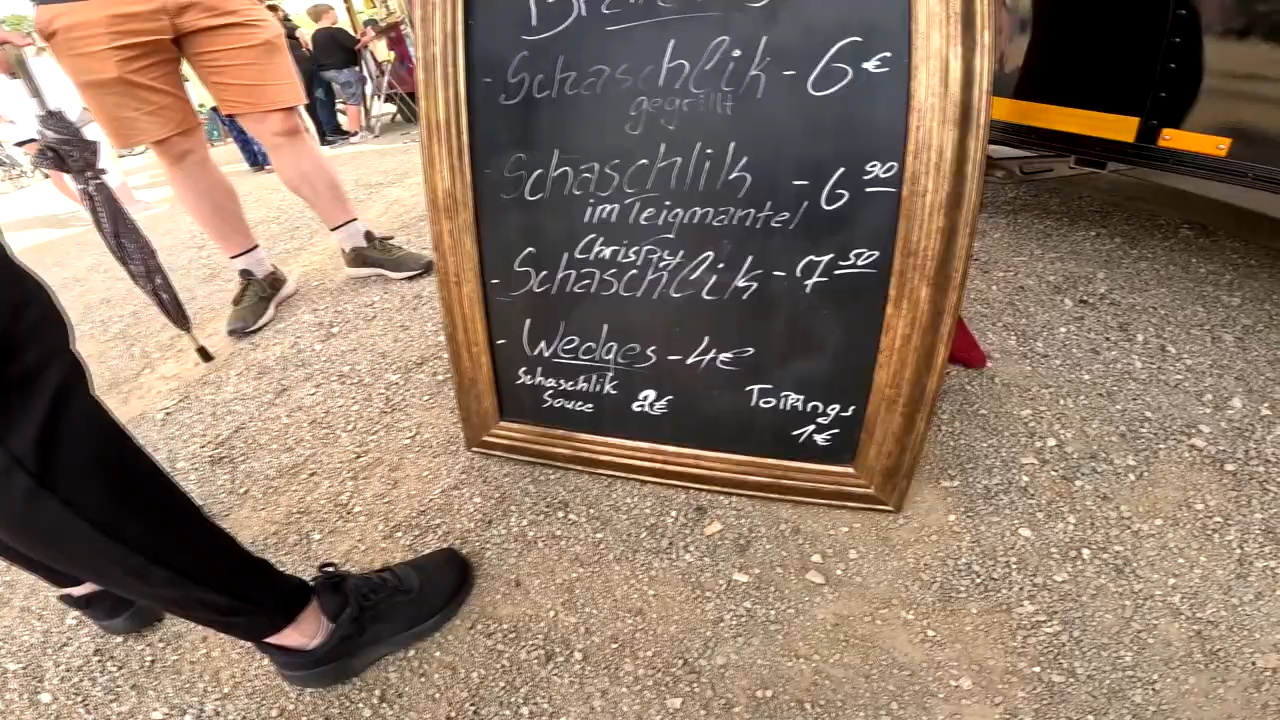 - Schaschlik - 6€
gegrillt
- Schaschlik - 6 90
im Teigmantel
Chrispy
- Schaschlik - 7 50
- Wedges - 4€
Schaschlik
Souce 2€
Toppings
1€